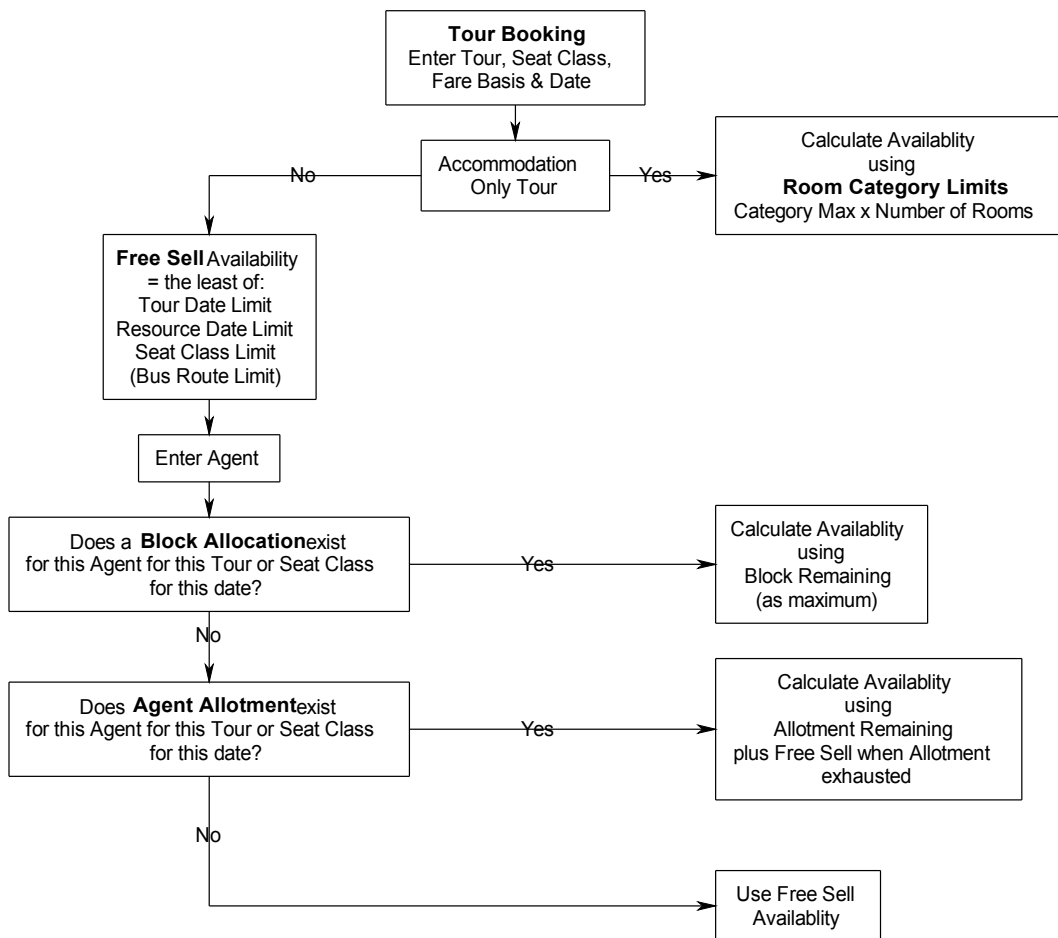 Tour Booking
Enter Tour, Seat Class,
Fare Basis & Date
Accommodation
Only Tour
No
Yes
Calculate Availablity
using
Room Category Limits
Category Max x Number of Rooms
Free Sell Availability
= the least of:
Tour Date Limit
Resource Date Limit
Seat Class Limit
(Bus Route Limit)
Enter Agent
Does a Block Allocation exist
for this Agent for this Tour or Seat Class
for this date?
Yes
Calculate Availablity
using
Block Remaining
(as maximum)
No
Does Agent Allotment exist
for this Agent for this Tour or Seat Class
for this date?
Yes
Calculate Availablity
using
Allotment Remaining
plus Free Sell when Allotment
exhausted
No
Use Free Sell
Availablity